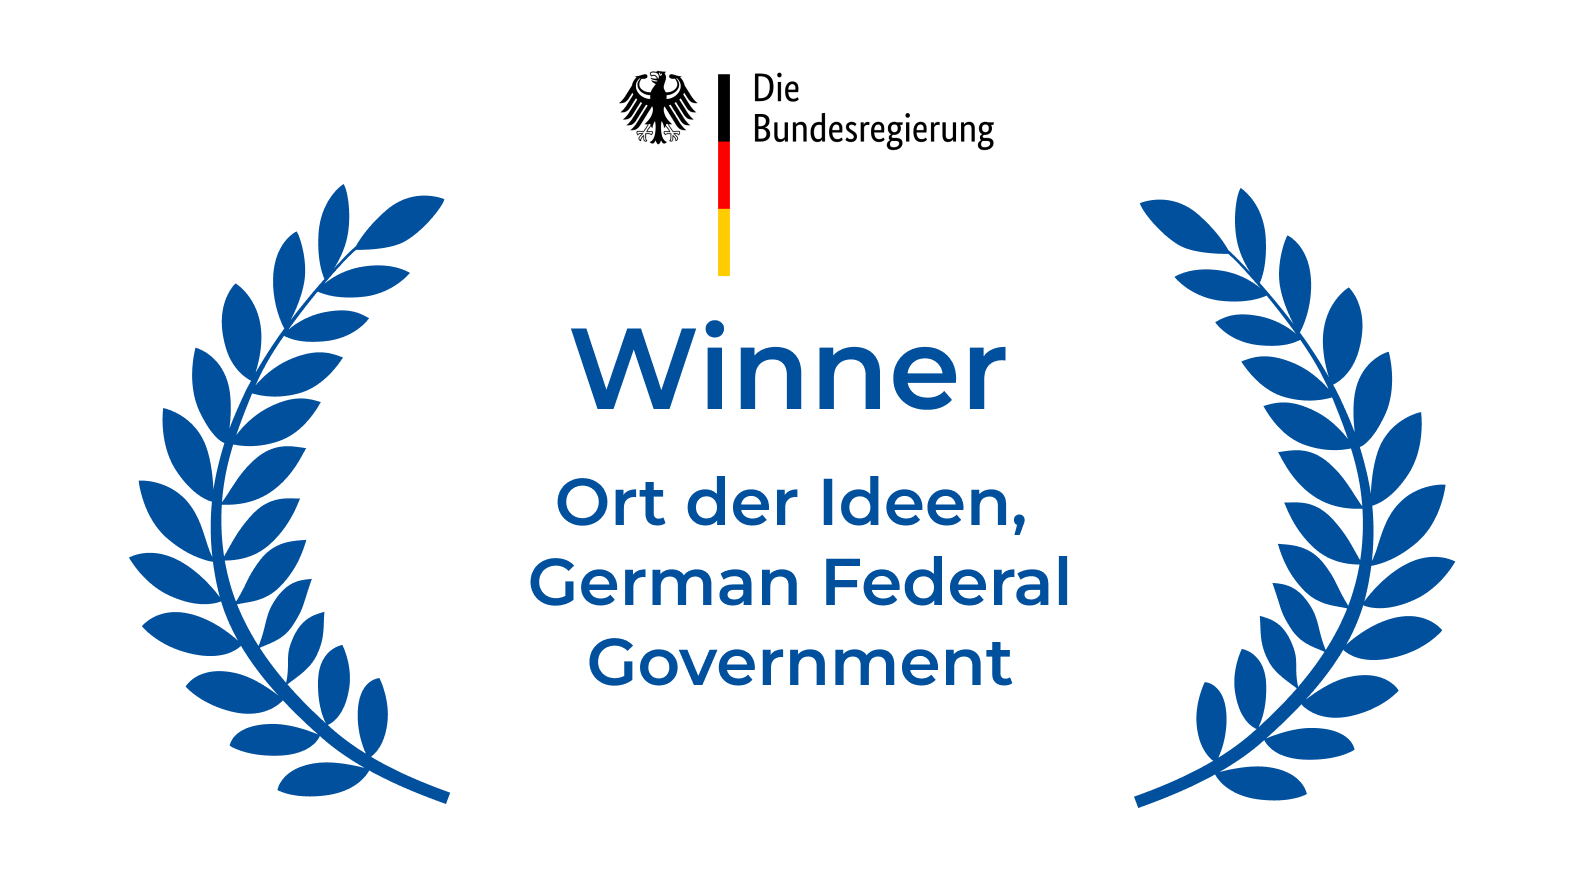 Die
Bundesregierung
Winner
Ort der Ideen,
German Federal
Government